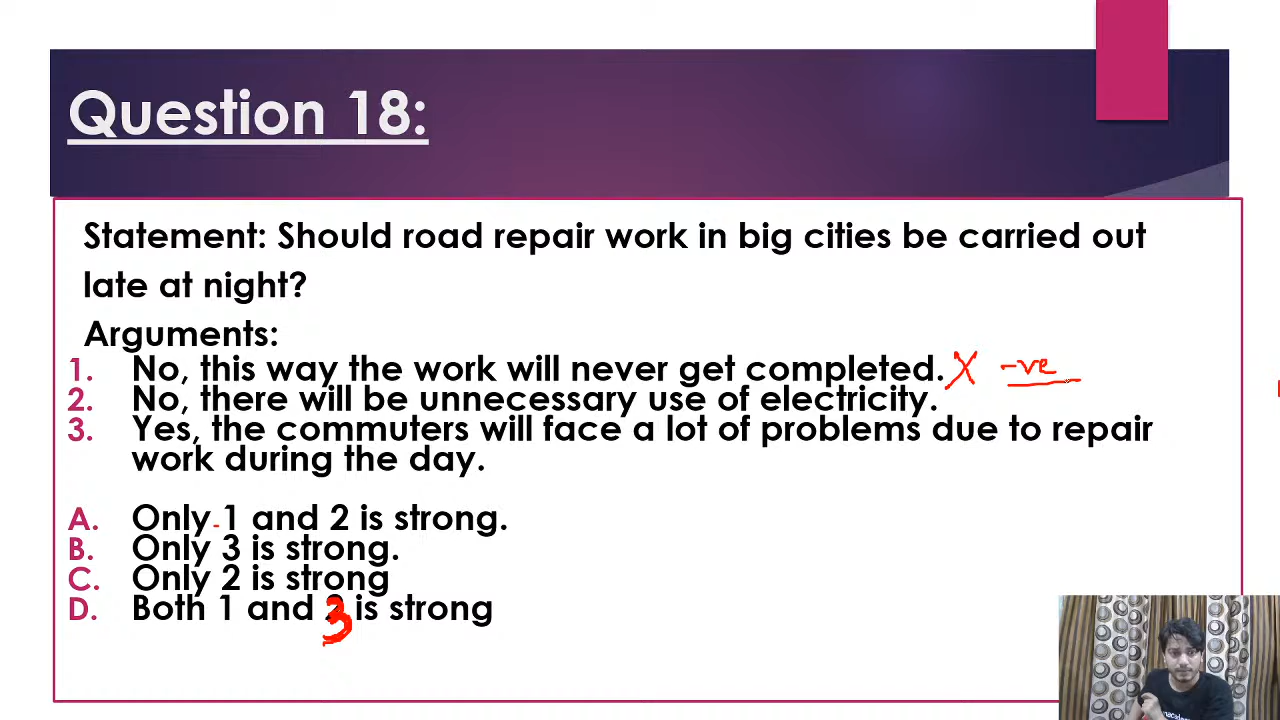 Question 18:
Statement: Should road repair work in big cities be carried out
late at night?
Arguments:
1. No, this way the work will never get completed. X -ve
2. No, there will be unnecessary use of electricity.
3. Yes, the commuters will face a lot of problems due to repair
work during the day.
A. Only 1 and 2 is strong.
B. Only 3 is strong.
C. Only 2 is strong
D. Both 1 and 3 is strong